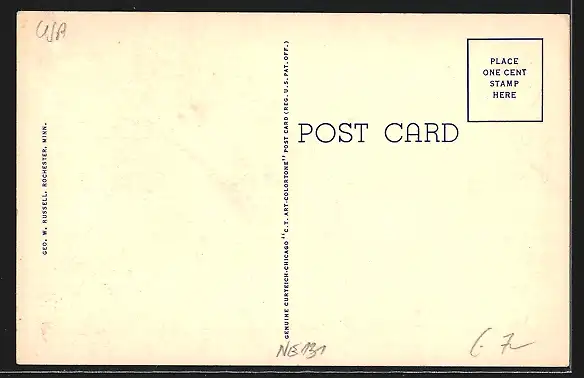 USA
GEO. W. RUSSELL, ROCHESTER, MINN.
GENUINE CURTEICH-CHICAGO "C.T. ART-COLORTONE" POST CARD (REG. U.S. PAT. OFF.)
POST CARD
PLACE
ONE CENT
STAMP
HERE